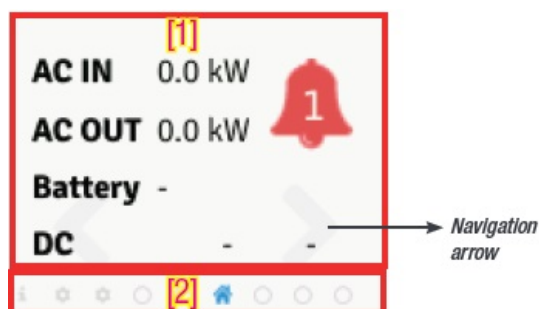 [1]
AC IN 0.0 kW
1
AC OUT 0.0 kW
Battery -
DC - -
Navigation
arrow
[2]